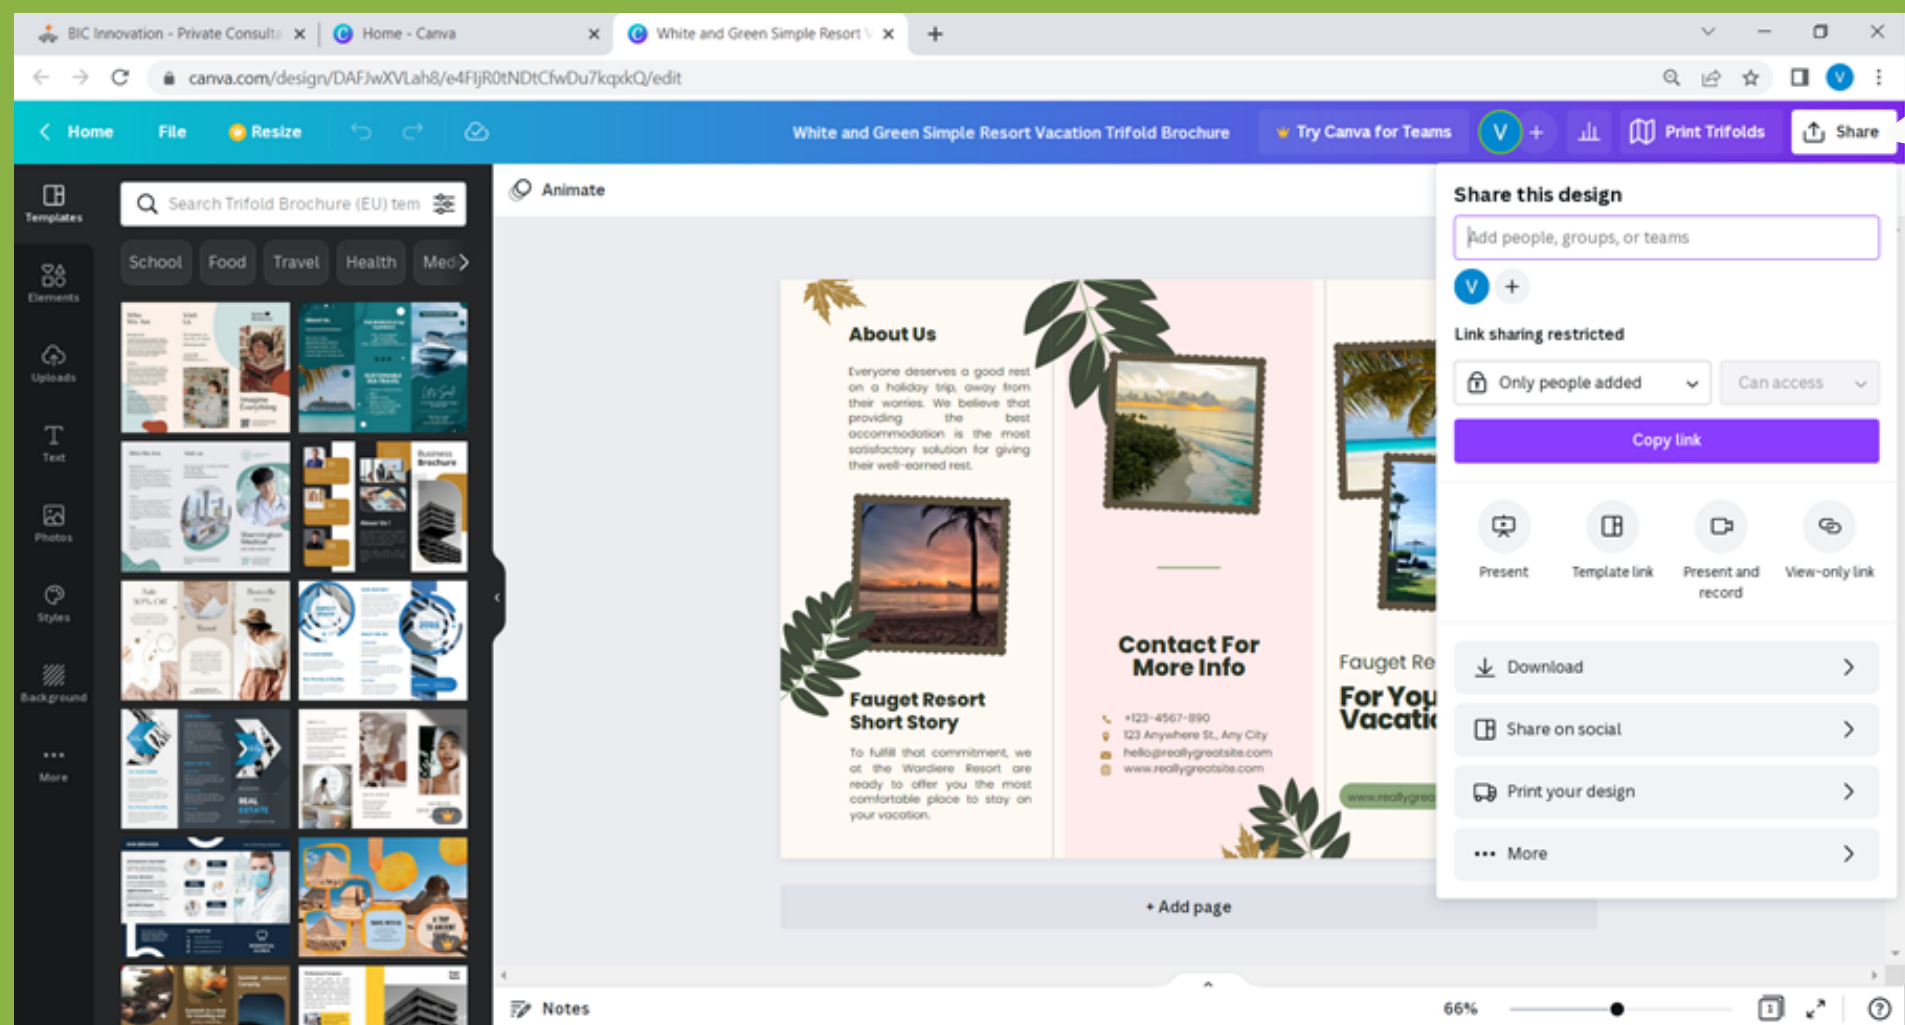 BIC Innovation - Private Consulta
Home - Canva
White and Green Simple Resort V
canva.com/design/DAFJwXVLah8/e4FIjR0tNDtCfwDu7kqxkQ/edit
V
Home
File
Resize
White and Green Simple Resort Vacation Trifold Brochure
Try Canva for Teams
V
Print Trifolds
Share
Templates
Elements
Uploads
Text
Photos
Styles
Background
More
Search Trifold Brochure (EU) tem
School
Food
Travel
Health
Med
Business
Brochure
REAL
ESTATE
Animate
About Us
Everyone deserves a good rest
on a holiday trip, away from
their worries. We believe that
providing the best
accommodation is the most
satisfactory solution for giving
their well-earned rest.
Fauget Resort
Short Story
To fulfill that commitment, we
at the Wardiere Resort are
ready to offer you the most
comfortable place to stay on
your vacation.
Contact For
More Info
+123-4567-890
123 Anywhere St., Any City
hello@reallygreatsite.com
www.reallygreatsite.com
Fauget Re
For You
Vacatio
www.reallygrea
+ Add page
Share this design
Add people, groups, or teams
V
Link sharing restricted
Only people added
Can access
Copy link
Present
Template link
Present and
record
View-only link
Download
Share on social
Print your design
More
Notes
66%
1